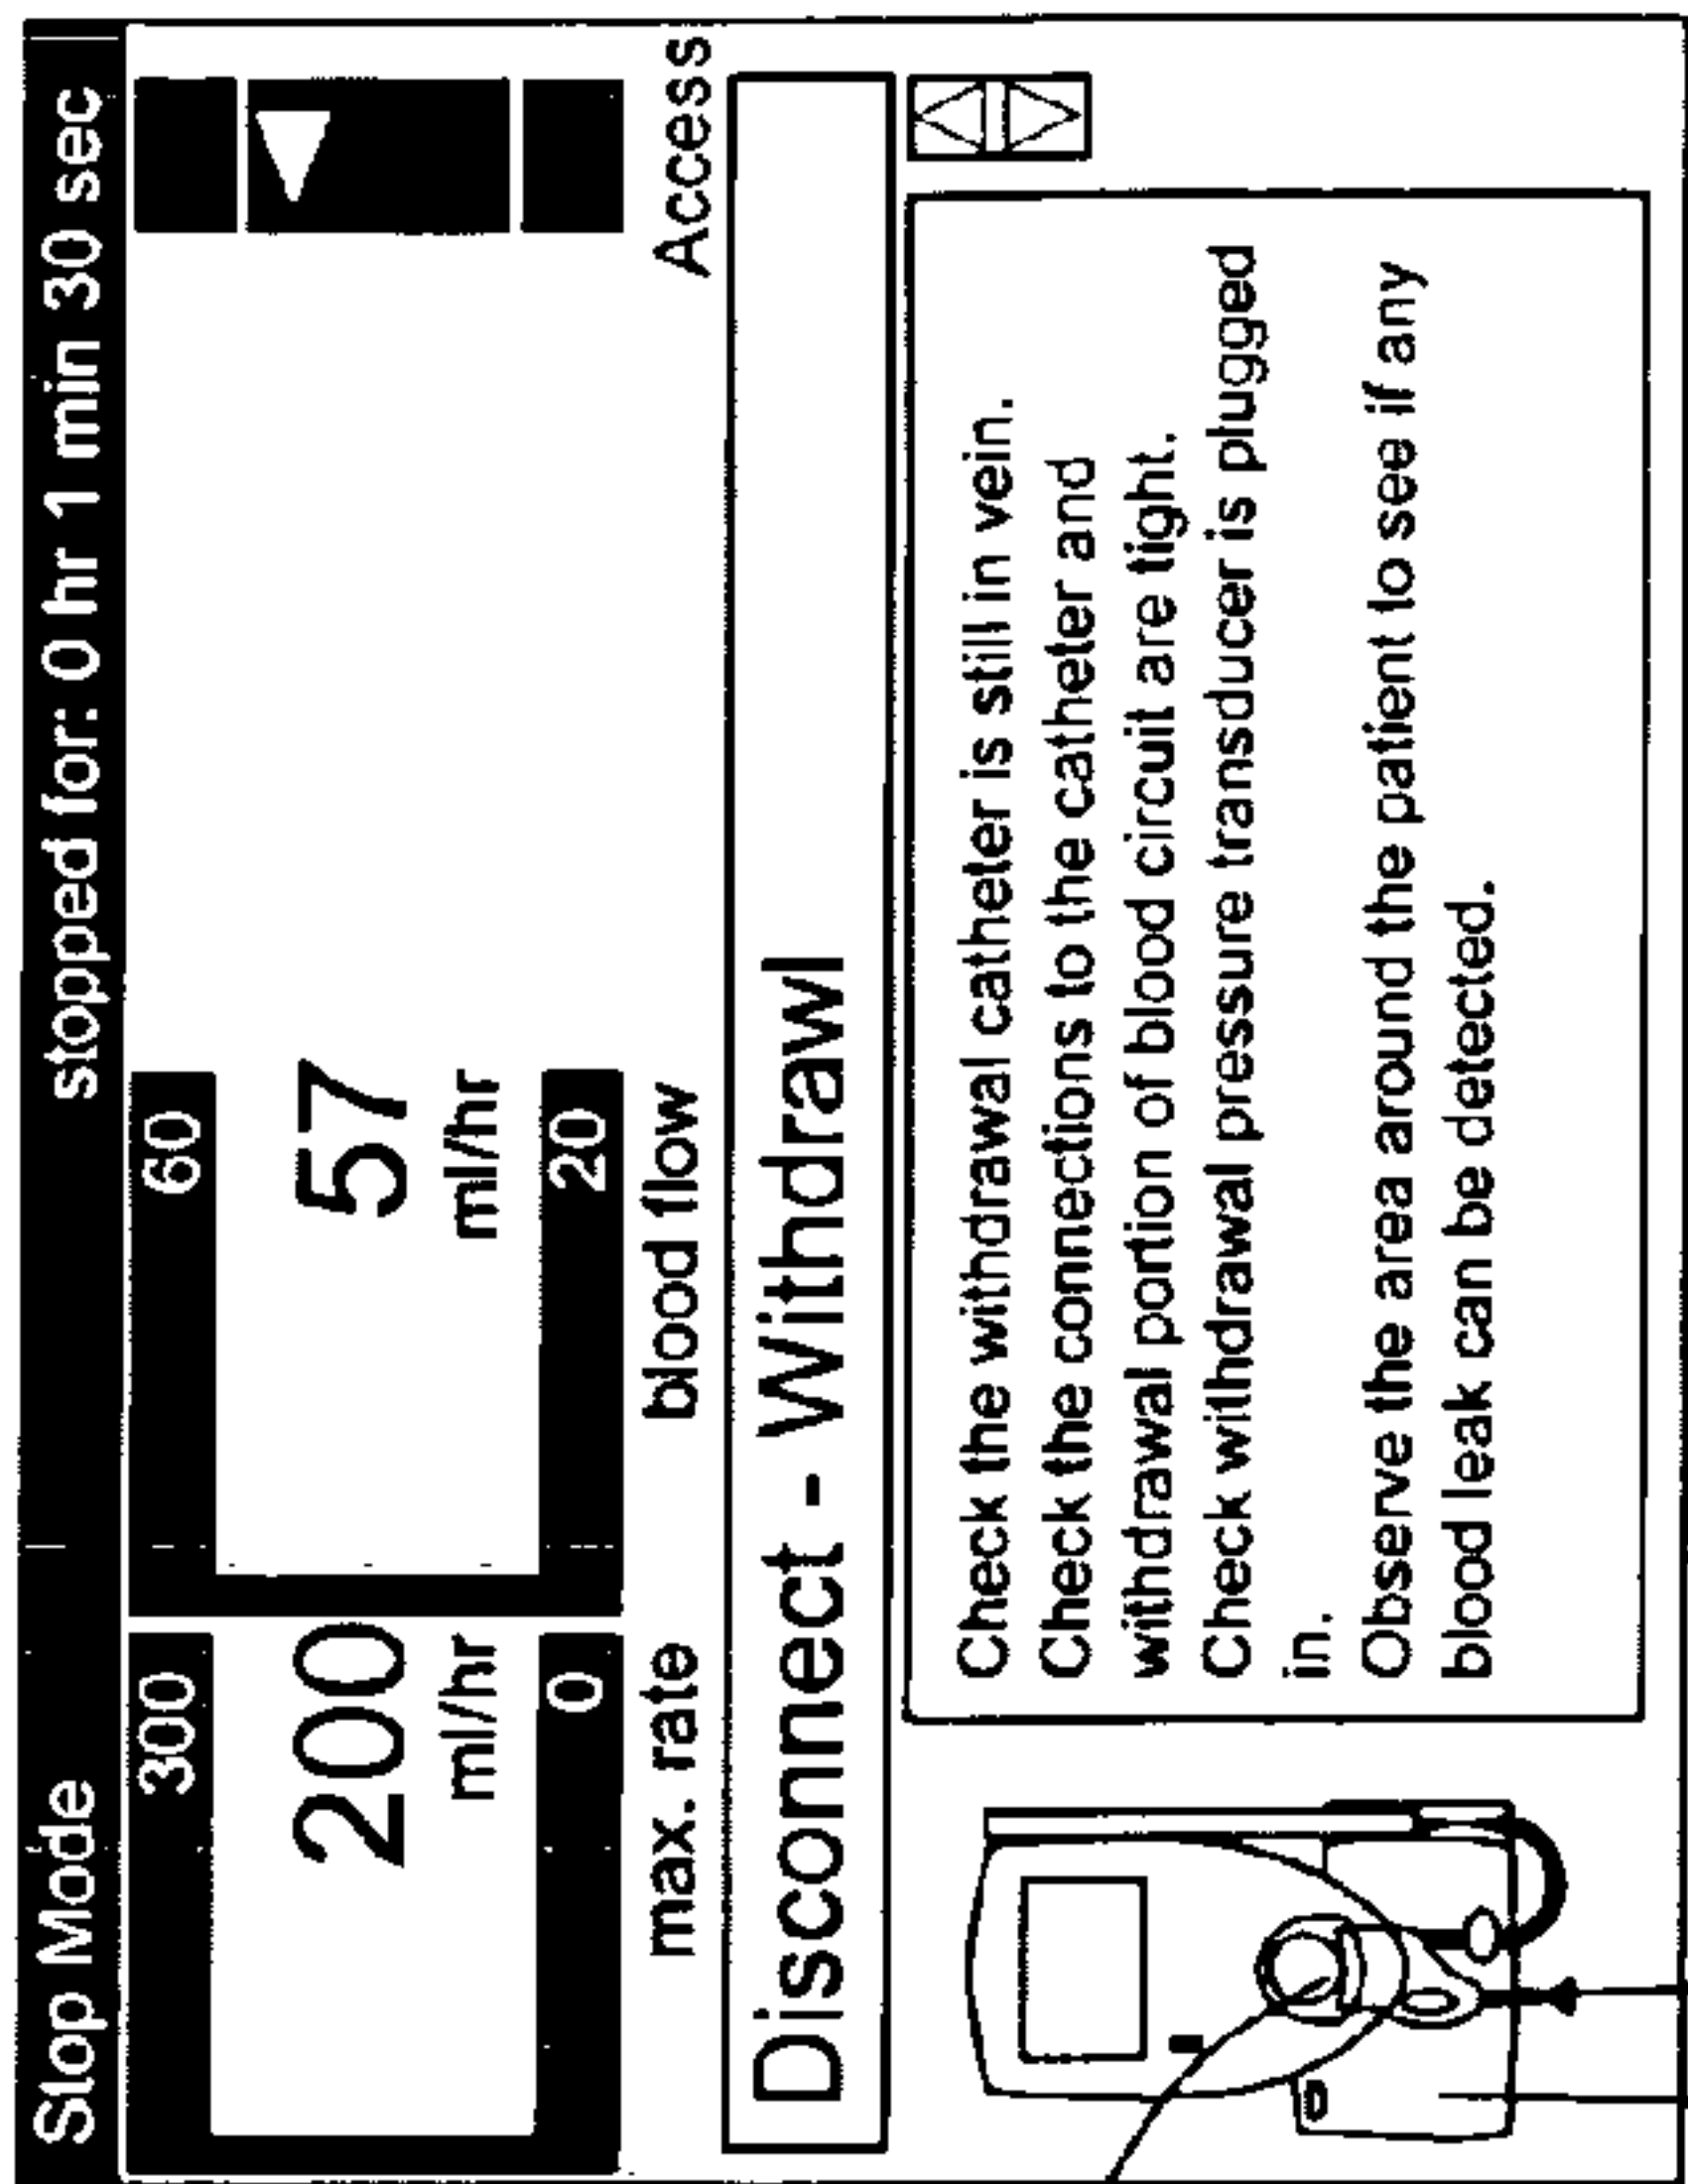 Stop Mode stopped for: 0 hr 1 min 30 sec
300 60
200 57
ml/hr ml/hr
0 20
max. rate blood flow Access
Disconnect - Withdrawl
Check the withdrawal catheter is still in vein.
Check the connections to the catheter and
withdrawal portion of blood circuit are tight.
Check withdrawal pressure transducer is plugged
in.
Observe the area around the patient to see if any
blood leak can be detected.